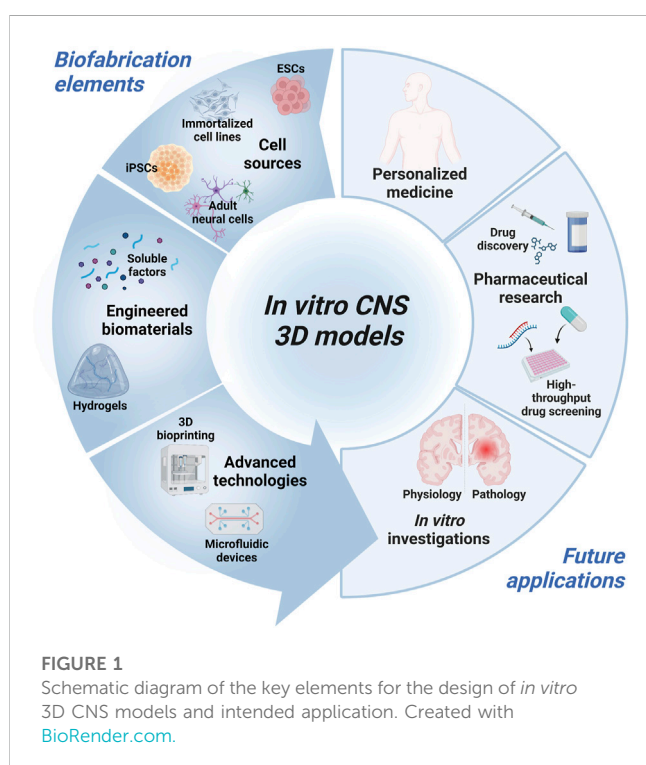 Biofabrication
elements
ESCs
Immortalized
cell lines
Cell
sources
iPSCs
Adult
neural cells
Soluble
factors
Engineered
biomaterials
Hydrogels
3D
bioprinting
Advanced
technologies
Microfluidic
devices
In vitro CNS
3D models
Personalized
medicine
Drug
discovery
Pharmaceutical
research
High-
throughput
drug screening
Physiology
Pathology
In vitro
investigations
Future
applications
FIGURE 1
Schematic diagram of the key elements for the design of in vitro
3D CNS models and intended application. Created with
BioRender.com.